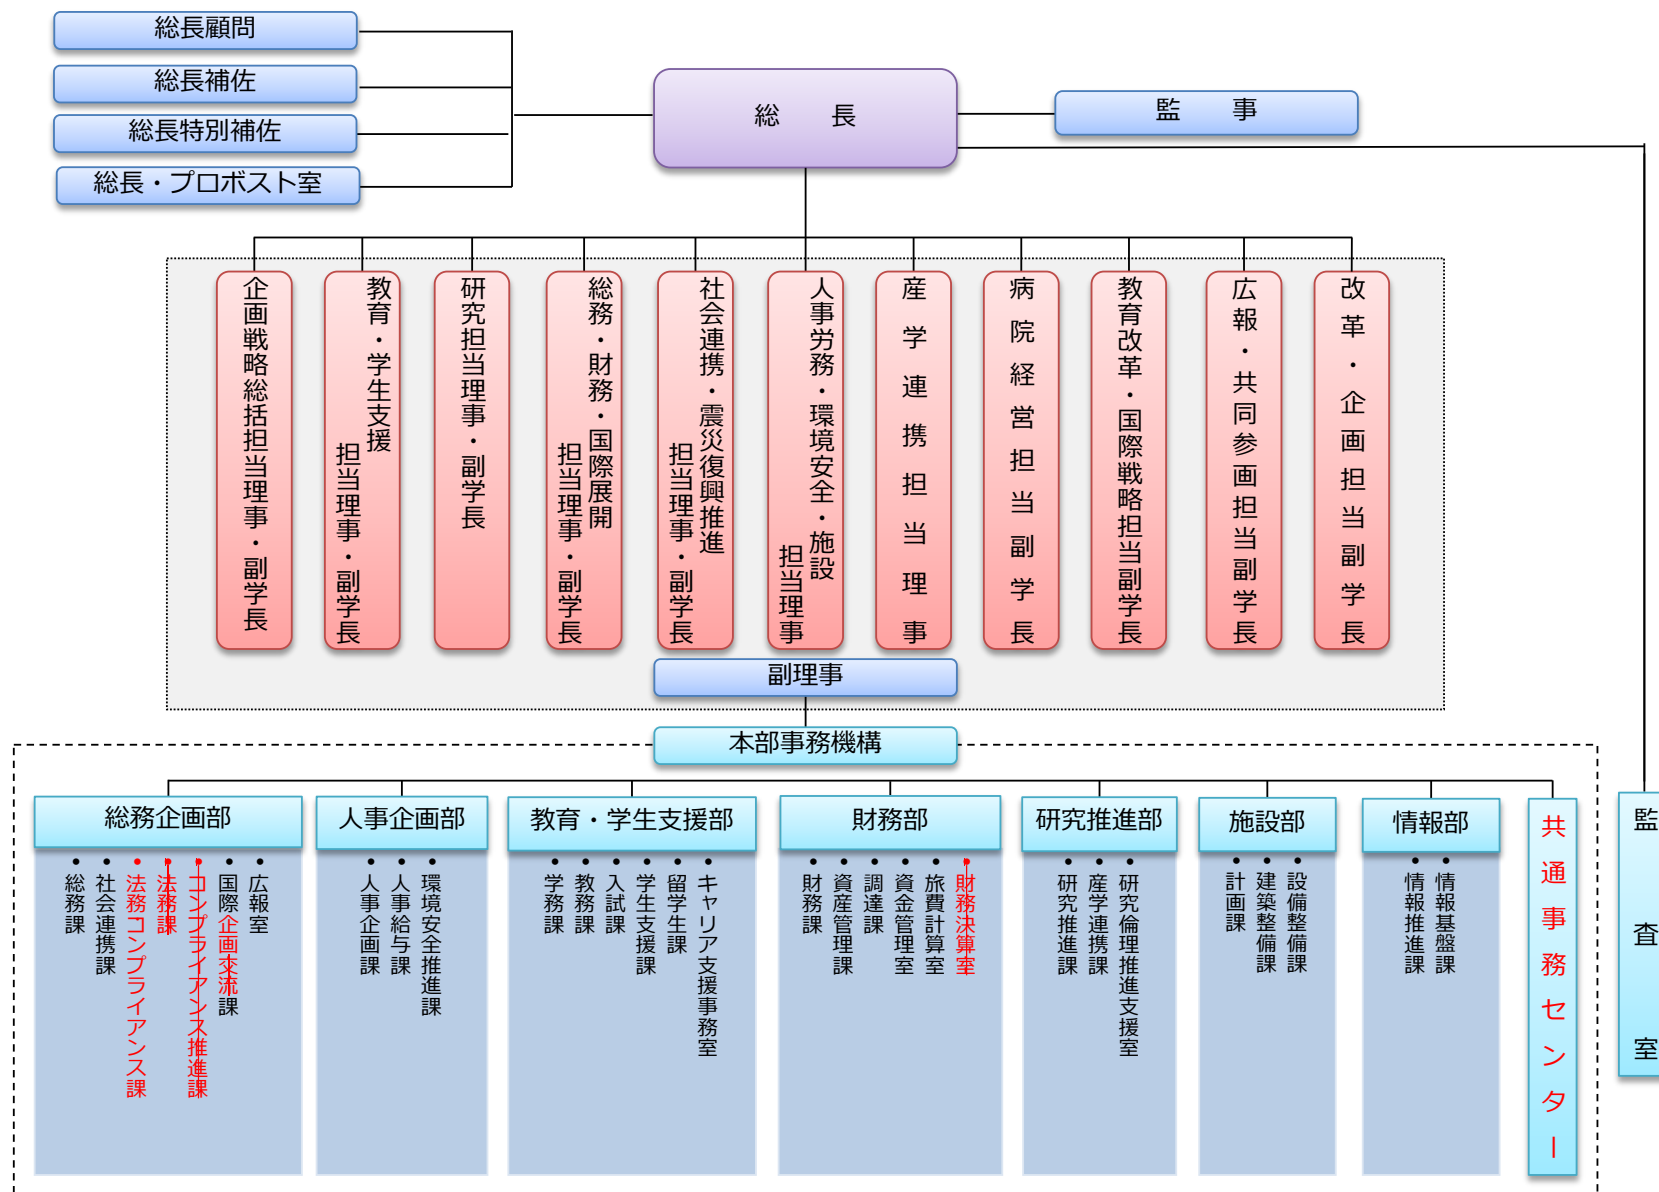 総長顧問
総長補佐
総長特別補佐
総長・プロボスト室
総　長
監　事
企画戦略総括担当理事・副学長
教育・学生支援
担当理事・副学長
研究担当理事・副学長
総務・財務・国際展開
担当理事・副学長
社会連携・震災復興推進
担当理事・副学長
人事労務・環境安全・施設
担当理事
産学連携担当理事
病院経営担当副学長
教育改革・国際戦略担当副学長
広報・共同参画担当副学長
改革・企画担当副学長
副理事
本部事務機構
総務企画部
・総務課
・社会連携課
・法務コンプライアンス課
・法務課
・コンプライアンス推進課
・国際企画交流課
・広報室
人事企画部
・人事企画課
・人事給与課
・環境安全推進課
教育・学生支援部
・学務課
・教務課
・入試課
・学生支援課
・留学生課
・キャリア支援事務室
財務部
・財務課
・資産管理課
・調達課
・資金管理室
・旅費計算室
・財務決算室
研究推進部
・研究推進課
・産学連携課
・研究倫理推進支援室
施設部
・計画課
・建築整備課
・設備整備課
情報部
・情報推進課
・情報基盤課
共通事務センター
監査室